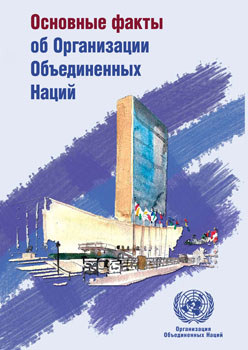 Основные факты
об Организации
Объединенных
Наций
Организация
Объединенных Наций